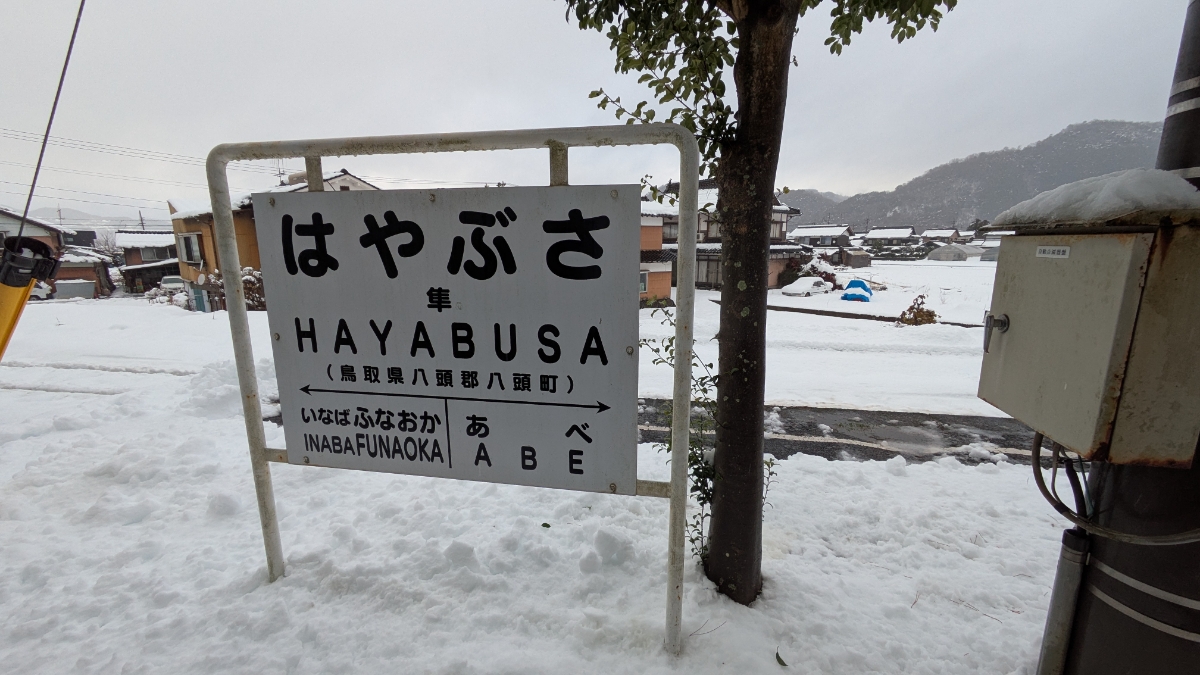 はやぶさ
隼
HAYABUSA
(鳥取県八頭郡八頭町)
いなばふなおか あべ
INABAFUNAOKA ABE